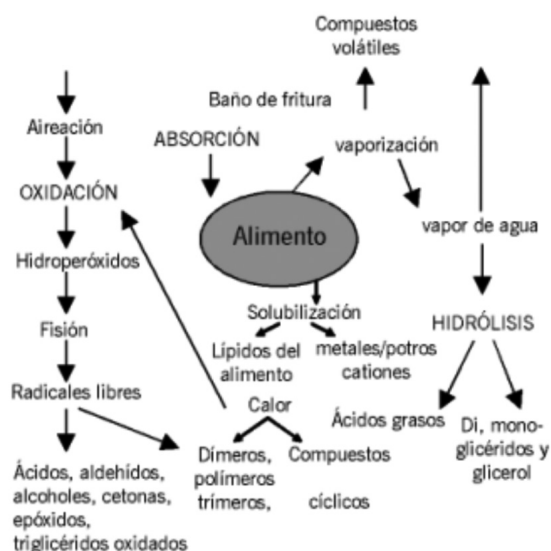 Compuestos
volátiles
Baño de fritura
Aireación
ABSORCIÓN
vaporización
OXIDACIÓN
Alimento
vapor de agua
Hidroperóxidos
Solubilización
Fisión
HIDRÓLISIS
Lípidos del
alimento
metales/potros
cationes
Radicales libres
Calor
Ácidos grasos
Di, mono-
glicéridos y
glicerol
Dímeros,
polímeros
trímeros,
Compuestos
cíclicos
Ácidos, aldehídos,
alcoholes, cetonas,
epóxidos,
triglicéridos oxidados